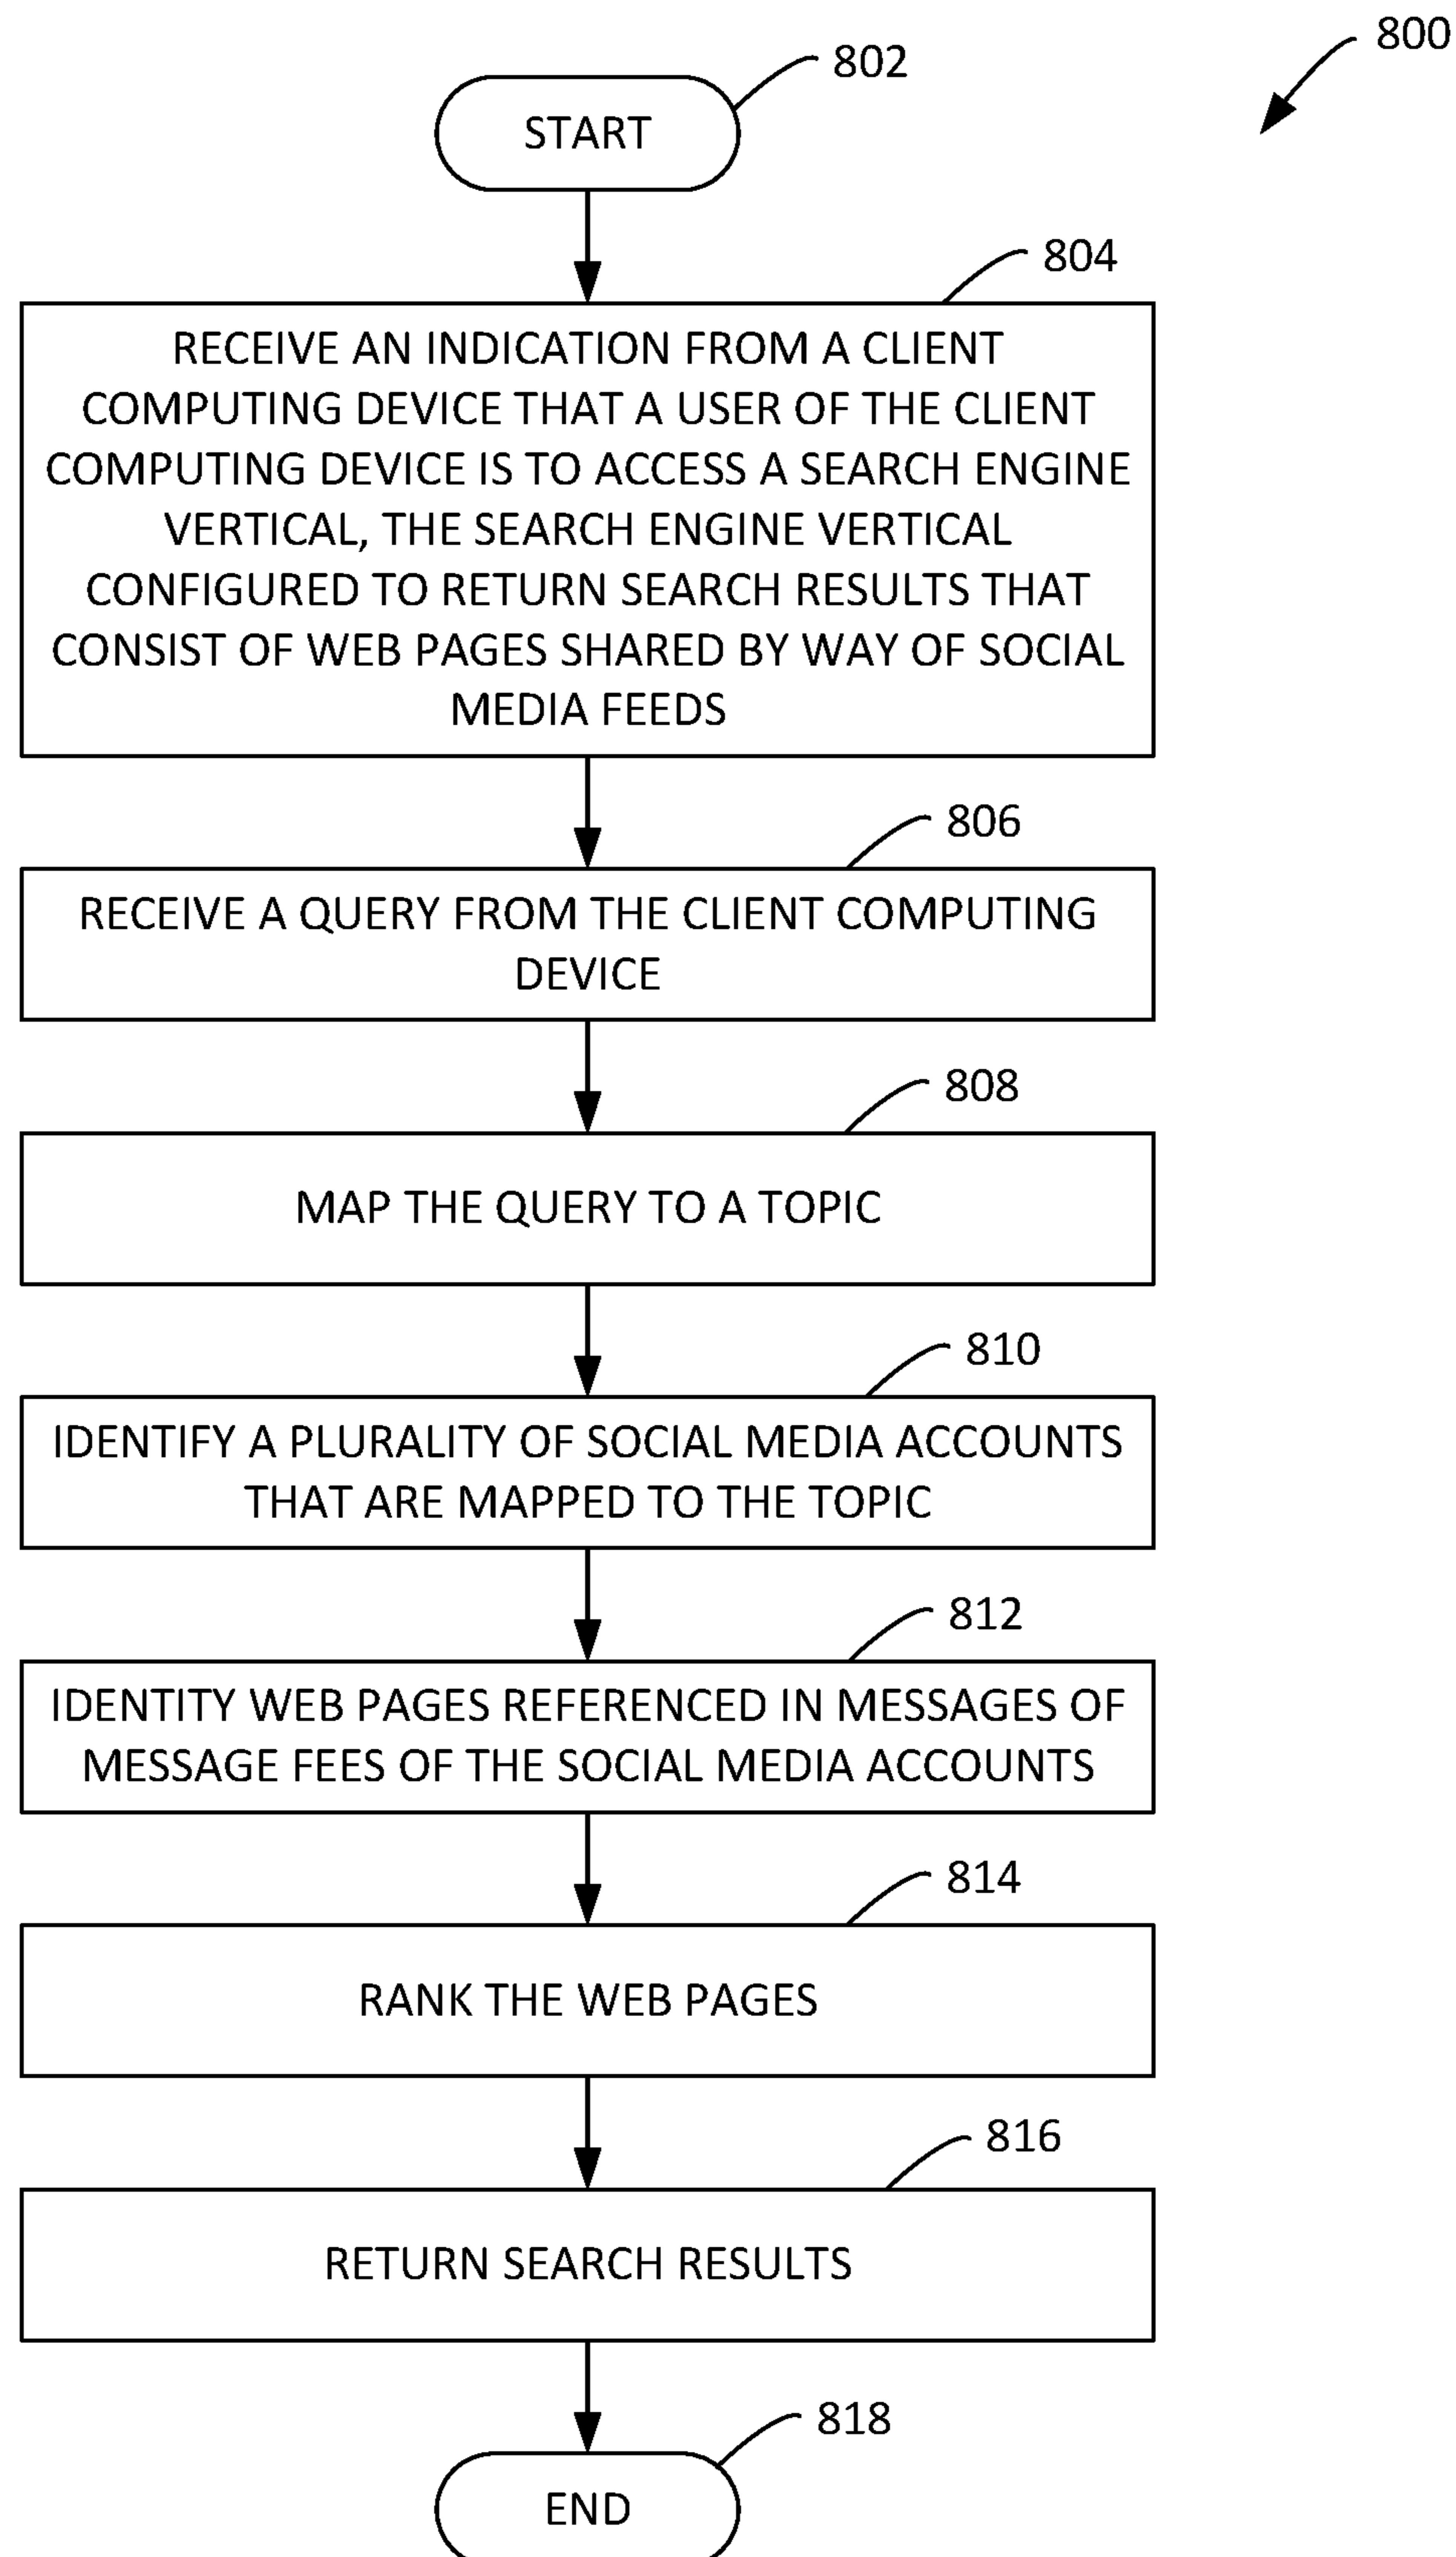 800
802
START
804
RECEIVE AN INDICATION FROM A CLIENT
COMPUTING DEVICE THAT A USER OF THE CLIENT
COMPUTING DEVICE IS TO ACCESS A SEARCH ENGINE
VERTICAL, THE SEARCH ENGINE VERTICAL
CONFIGURED TO RETURN SEARCH RESULTS THAT
CONSIST OF WEB PAGES SHARED BY WAY OF SOCIAL
MEDIA FEEDS
806
RECEIVE A QUERY FROM THE CLIENT COMPUTING
DEVICE
808
MAP THE QUERY TO A TOPIC
810
IDENTIFY A PLURALITY OF SOCIAL MEDIA ACCOUNTS
THAT ARE MAPPED TO THE TOPIC
812
IDENTITY WEB PAGES REFERENCED IN MESSAGES OF
MESSAGE FEES OF THE SOCIAL MEDIA ACCOUNTS
814
RANK THE WEB PAGES
816
RETURN SEARCH RESULTS
818
END